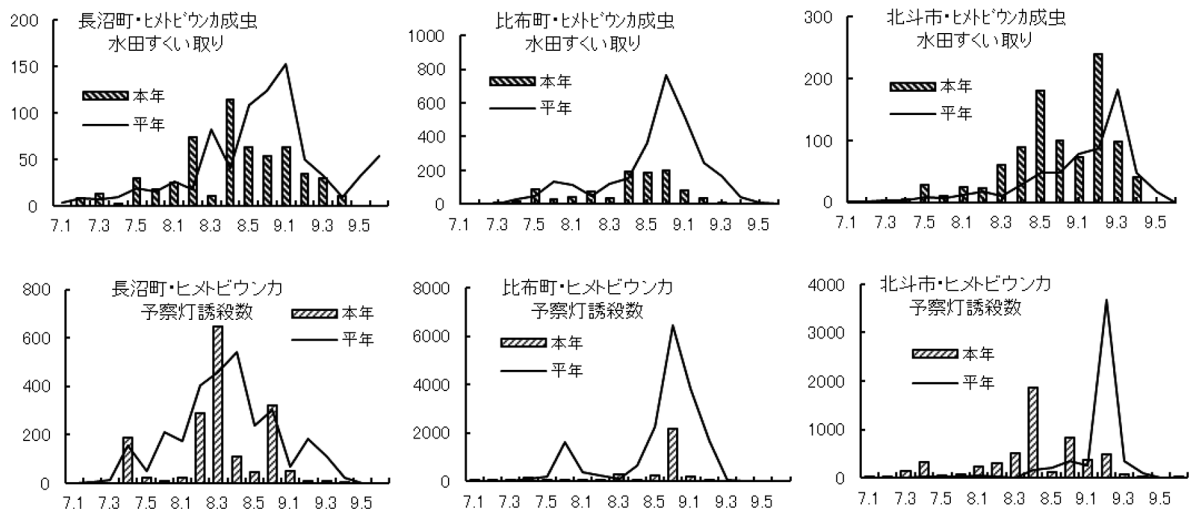 長沼町・ヒメトビウンカ成虫
水田すくい取り
200
150
100
50
0
本年
平年
7.1 7.3 7.5 8.1 8.3 8.5 9.1 9.3 9.5
比布町・ヒメトビウンカ成虫
水田すくい取り
1000
800
600
400
200
0
本年
平年
7.1 7.3 7.5 8.1 8.3 8.5 9.1 9.3 9.5
北斗市・ヒメトビウンカ成虫
水田すくい取り
300
200
100
0
本年
平年
7.1 7.3 7.5 8.1 8.3 8.5 9.1 9.3 9.5
長沼町・ヒメトビウンカ
予察灯誘殺数
800
600
400
200
0
本年
平年
7.1 7.3 7.5 8.1 8.3 8.5 9.1 9.3 9.5
比布町・ヒメトビウンカ
予察灯誘殺数
8000
6000
4000
2000
0
本年
平年
7.1 7.3 7.5 8.1 8.3 8.5 9.1 9.3 9.5
北斗市・ヒメトビウンカ
予察灯誘殺数
4000
3000
2000
1000
0
本年
平年
7.1 7.3 7.5 8.1 8.3 8.5 9.1 9.3 9.5